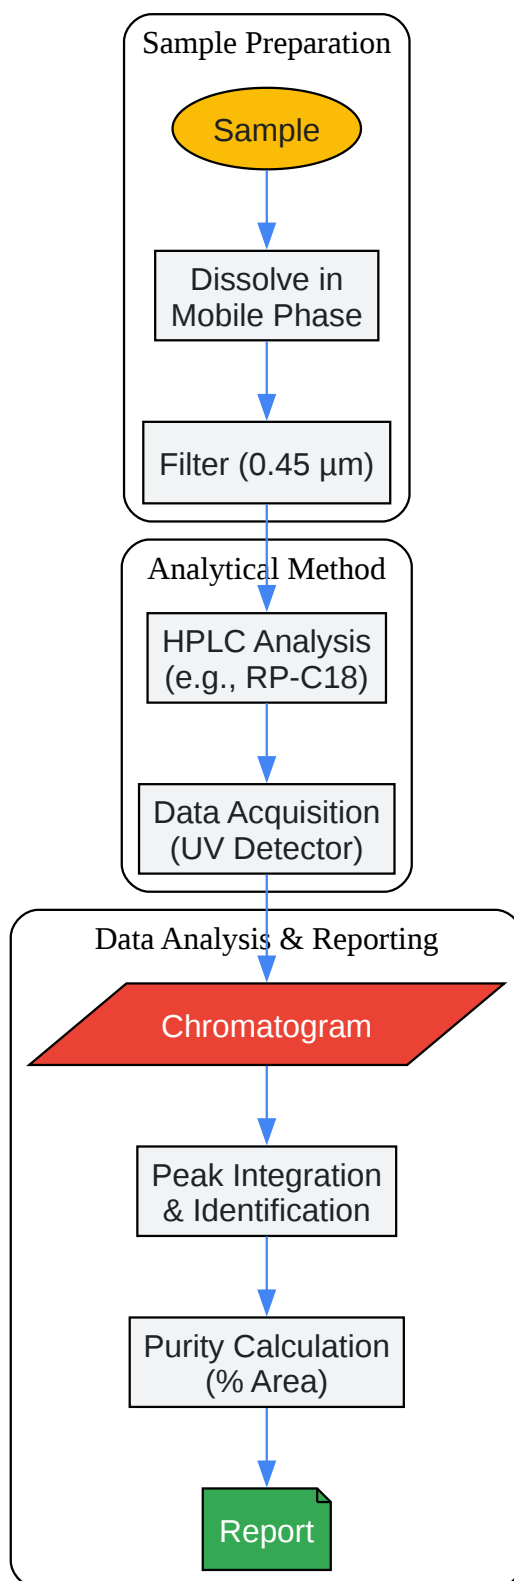 Sample Preparation
Sample
Dissolve in
Mobile Phase
Filter (0.45 µm)
Analytical Method
HPLC Analysis
(e.g., RP-C18)
Data Acquisition
(UV Detector)
Data Analysis & Reporting
Chromatogram
Peak Integration
& Identification
Purity Calculation
(% Area)
Report